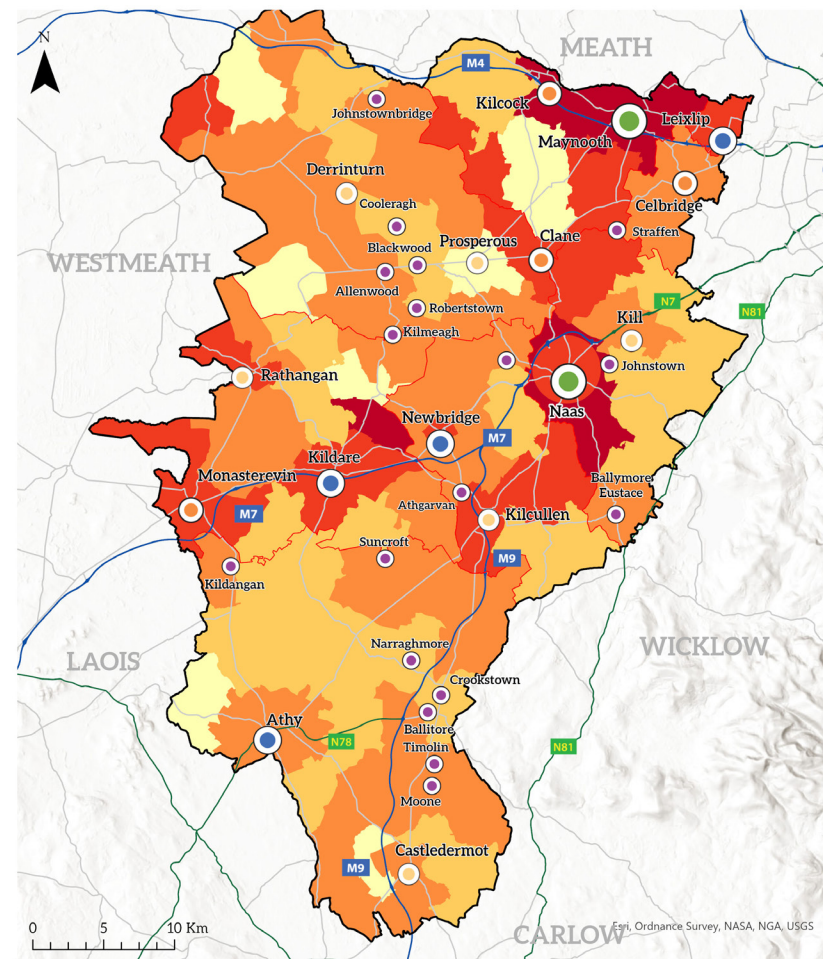 N
MEATH
M4
Kilcock
Johnstownbridge
Leixlip
Maynooth
Derrinturn
Celbridge
Cooleragh
Straffen
Prosperous
Clane
Blackwood
WESTMEATH
Allenwood
N7
Robertstown
N81
Kill
Kilmeagh
Johnstown
Rathangan
Naas
Newbridge
M7
Kildare
Monasterevin
Ballymore
Eustace
Athgarvan
M7
Kilcullen
Suncroft
M9
Kildangan
Narraghmore
WICKLOW
LAOIS
Crookstown
Athy
Ballitore
N78
Timolin
N81
Moone
Castledermot
M9
0 5 10 Km
CARLOW
Esri, Ordnance Survey, NASA, NGA, USGS